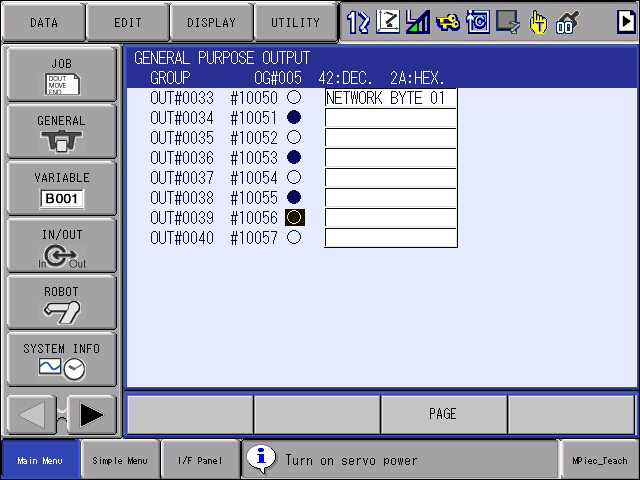 DATA EDIT DISPLAY UTILITY
JOB
DOUT
MOVE
END
GENERAL
VARIABLE
B001
IN/OUT
In Out
ROBOT
SYSTEM INFO
GENERAL PURPOSE OUTPUT
GROUP OG#005 42:DEC. 2A:HEX.
OUT#0033 #10050 NETWORK BYTE 01
OUT#0034 #10051
OUT#0035 #10052
OUT#0036 #10053
OUT#0037 #10054
OUT#0038 #10055
OUT#0039 #10056
OUT#0040 #10057
PAGE
Main Menu Simple Menu I/F Panel Turn on servo power MPiec_Teach